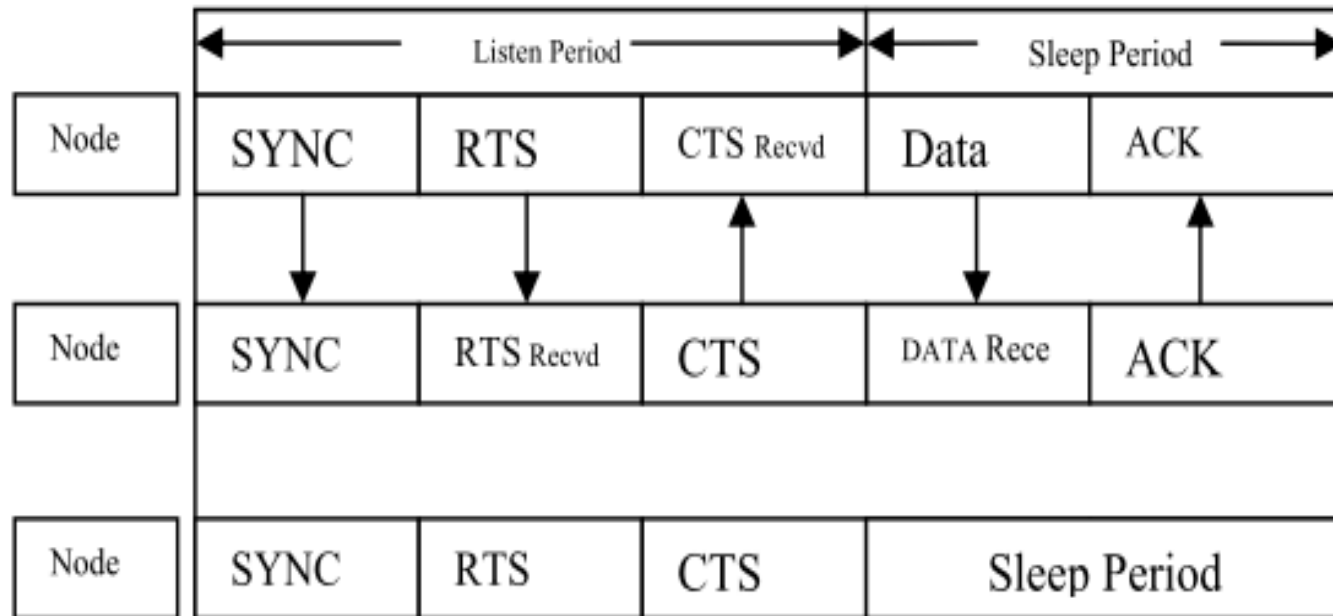 Listen Period Sleep Period
Node SYNC RTS CTS Recvd Data ACK
Node SYNC RTS Recvd CTS DATA Rece ACK
Node SYNC RTS CTS Sleep Period